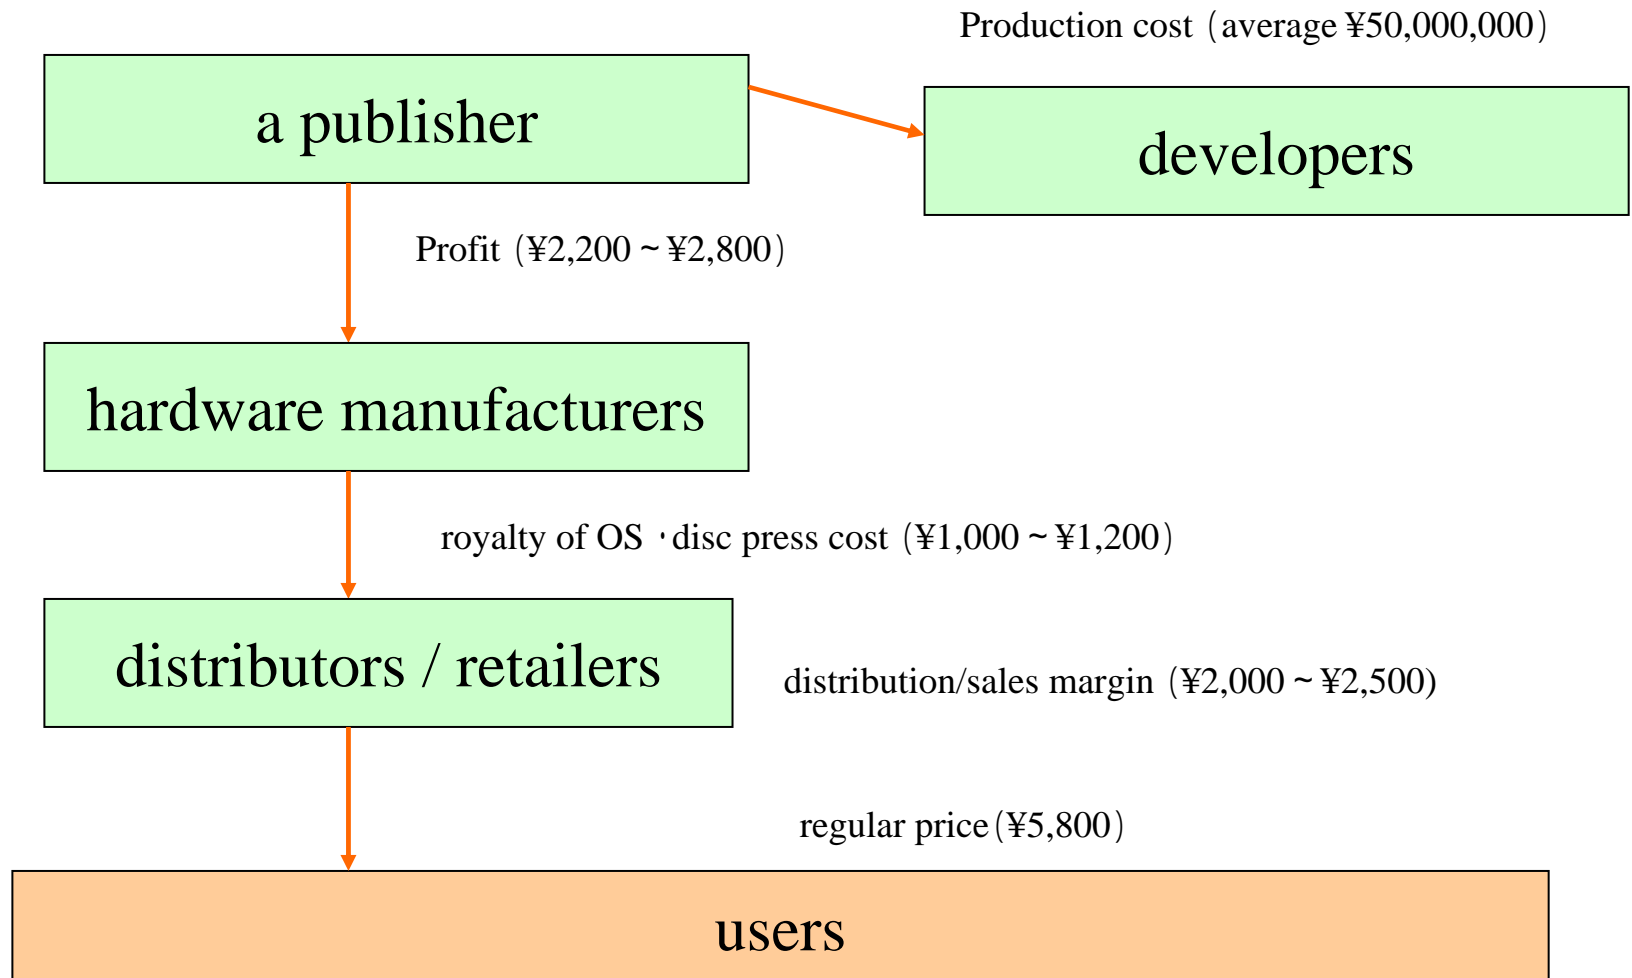 Production cost (average ¥50,000,000)
a publisher
developers
Profit (¥2,200 ~ ¥2,800)
hardware manufacturers
royalty of OS ・disc press cost (¥1,000 ~ ¥1,200)
distributors / retailers
distribution/sales margin (¥2,000 ~ ¥2,500)
regular price(¥5,800)
users